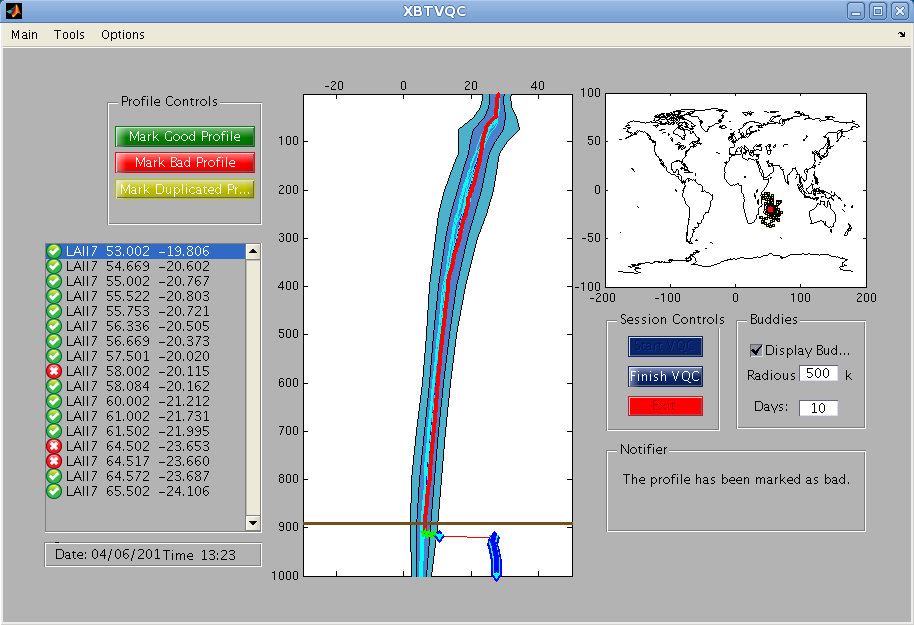 XBTVQC
Main Tools Options
Profile Controls
Mark Good Profile
Mark Bad Profile
Mark Duplicated Pr...
LAII7 53.002 -19.806
LAII7 54.669 -20.602
LAII7 55.002 -20.767
LAII7 55.522 -20.803
LAII7 55.753 -20.721
LAII7 56.336 -20.505
LAII7 56.669 -20.373
LAII7 57.501 -20.020
LAII7 58.002 -20.115
LAII7 58.084 -20.162
LAII7 60.002 -21.212
LAII7 61.002 -21.731
LAII7 61.502 -21.995
LAII7 64.502 -23.653
LAII7 64.517 -23.660
LAII7 64.572 -23.687
LAII7 65.502 -24.106
Date: 04/06/201 Time 13:23
-20 0 20 40
100
200
300
400
500
600
700
800
900
1000
100
50
0
-50
-100
-200 -100 0 100 200
Session Controls
Start VQC
Finish VQC
Exit
Buddies
Display Bud...
Radious 500 k
Days: 10
Notifier
The profile has been marked as bad.